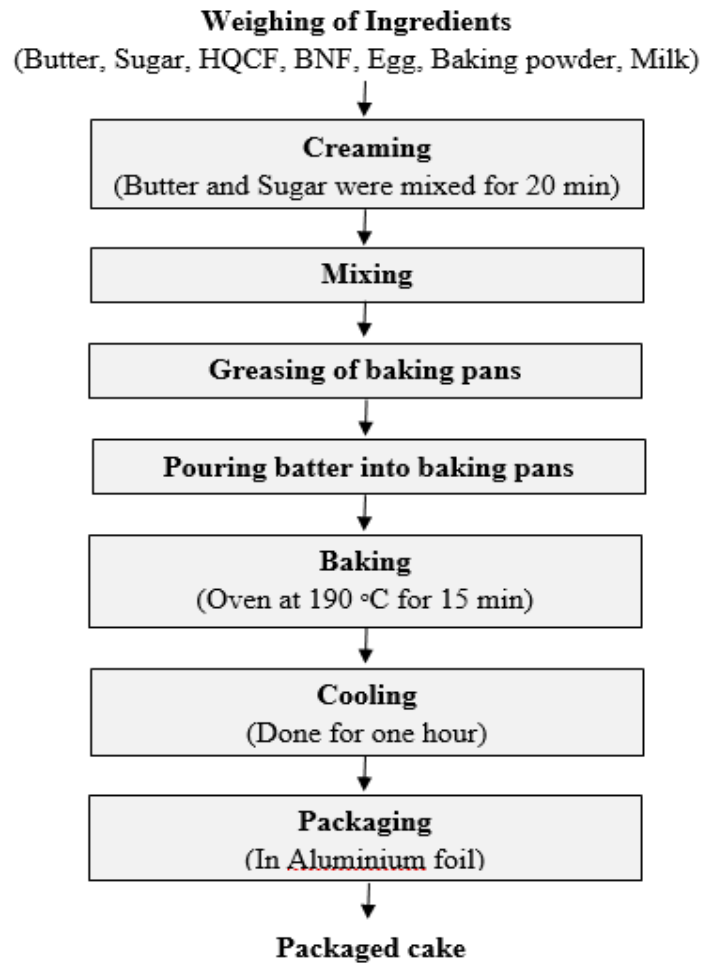 Weighing of Ingredients
(Butter, Sugar, HQCF, BNF, Egg, Baking powder, Milk)
Creaming
(Butter and Sugar were mixed for 20 min)
Mixing
Greasing of baking pans
Pouring batter into baking pans
Baking
(Oven at 190 °C for 15 min)
Cooling
(Done for one hour)
Packaging
(In Aluminium foil)
Packaged cake